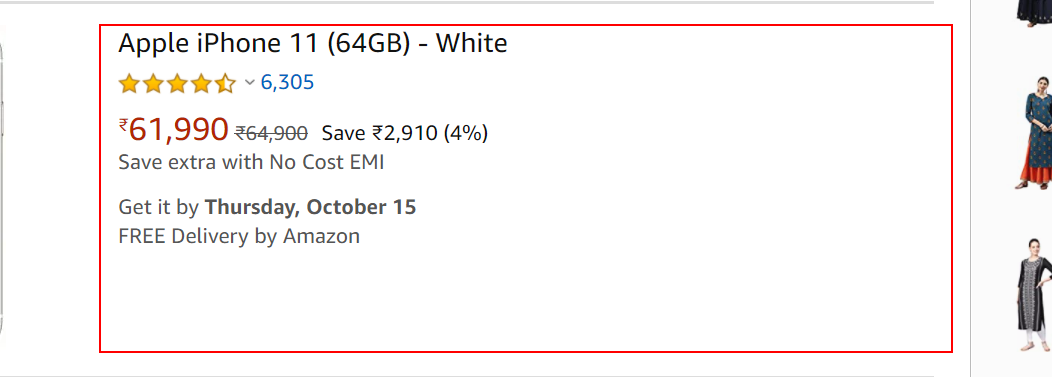 Apple iPhone 11 (64GB) - White
6,305
₹61,990 ₹64,900 Save ₹2,910 (4%)
Save extra with No Cost EMI
Get it by Thursday, October 15
FREE Delivery by Amazon